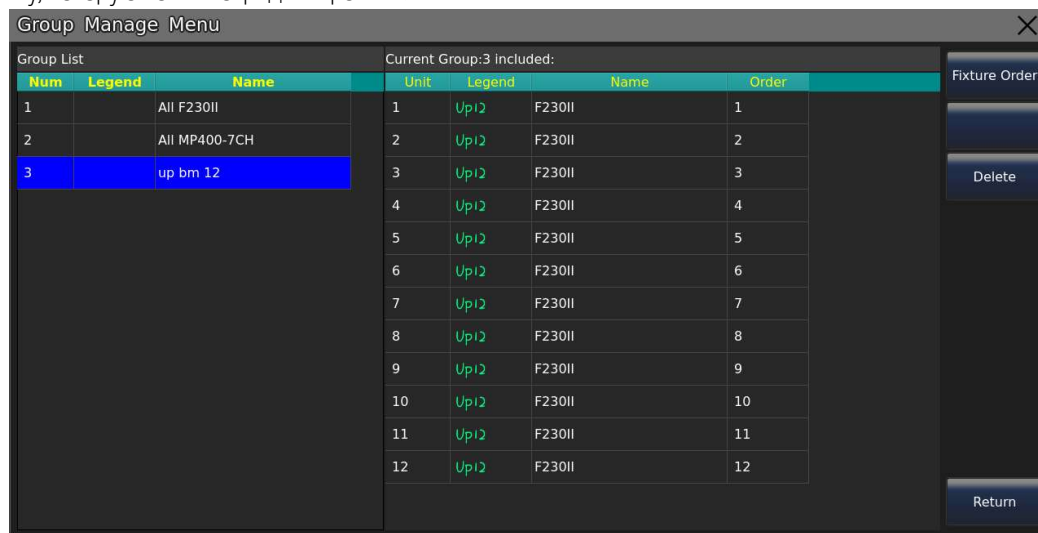 Group Manage Menu
Group List
Num Legend Name
1 All F230II
2 All MP400-7CH
3 up bm 12
Current Group:3 included:
Unit Legend Name Order
1 Up12 F230II 1
2 Up12 F230II 2
3 Up12 F230II 3
4 Up12 F230II 4
5 Up12 F230II 5
6 Up12 F230II 6
7 Up12 F230II 7
8 Up12 F230II 8
9 Up12 F230II 9
10 Up12 F230II 10
11 Up12 F230II 11
12 Up12 F230II 12
Fixture Order
Delete
Return